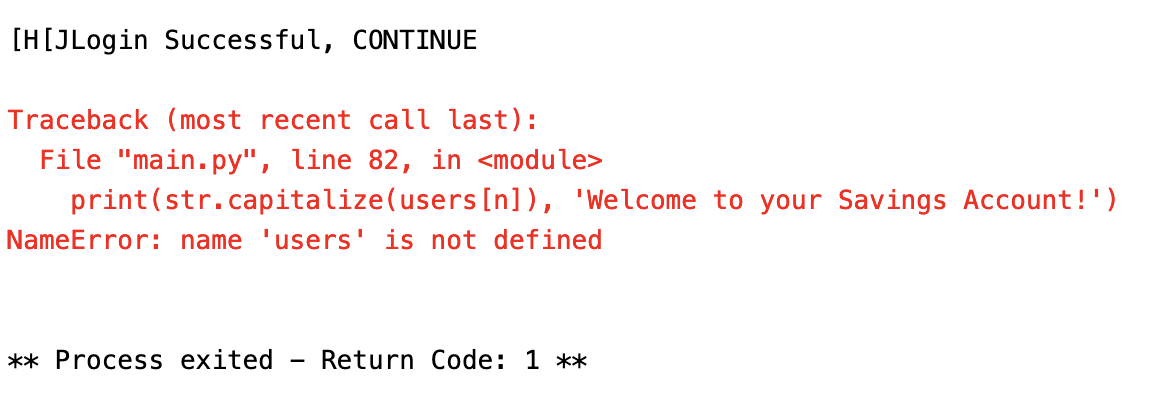 [H[JLogin Successful, CONTINUE
Traceback (most recent call last):
  File "main.py", line 82, in <module>
    print(str.capitalize(users[n]), 'Welcome to your Savings Account!')
NameError: name 'users' is not defined
** Process exited - Return Code: 1 **